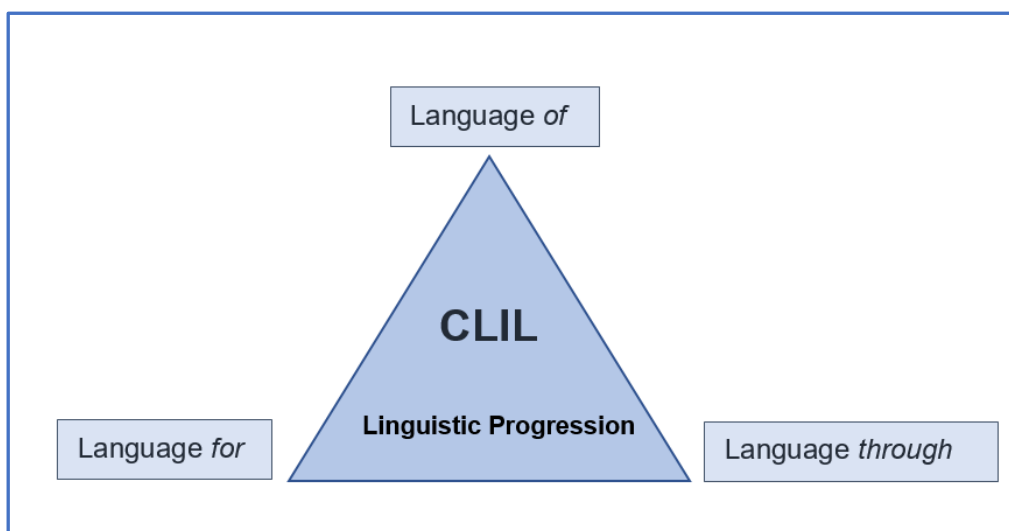 Language of
CLIL
Linguistic Progression
Language for
Language through